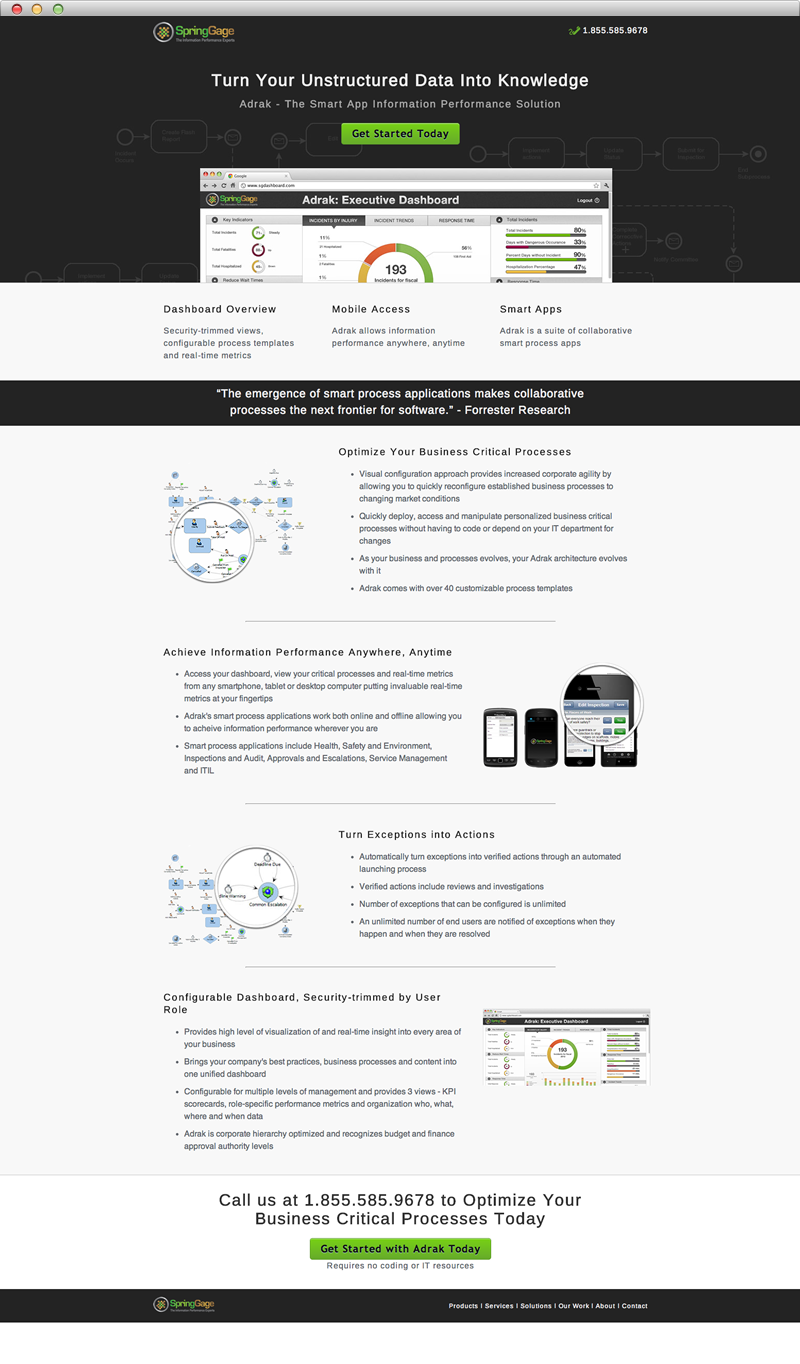 SpringGage
The Information Performance Experts
1.855.585.9678
Turn Your Unstructured Data Into Knowledge
Adrak - The Smart App Information Performance Solution
Get Started Today
Google
www.sgdashboard.com
SpringGage
Adrak: Executive Dashboard
Logout
Key Indicators
INCIDENTS BY INJURY
INCIDENT TRENDS
RESPONSE TIME
Total Incidents
Total Incidents
Total Fatalities
Total Hospitalized
Reduce Wait Times
11%
1%
1%
56%
193
Incidents for fiscal
80%
Days with Dangerous Occurance
33%
Percent Days without Incident
90%
Hospitalisation Percentage
47%
Response Time
Dashboard Overview
Security-trimmed views,
configurable process templates
and real-time metrics
Mobile Access
Adrak allows information
performance anywhere, anytime
Smart Apps
Adrak is a suite of collaborative
smart process apps
“The emergence of smart process applications makes collaborative
processes the next frontier for software.” - Forrester Research
Optimize Your Business Critical Processes
Visual configuration approach provides increased corporate agility by
allowing you to quickly reconfigure established business processes to
changing market conditions
Quickly deploy, access and manipulate personalized business critical
processes without having to code or depend on your IT department for
changes
As your business and processes evolves, your Adrak architecture evolves
with it
Adrak comes with over 40 customizable process templates
Achieve Information Performance Anywhere, Anytime
Access your dashboard, view your critical processes and real-time metrics
from any smartphone, tablet or desktop computer putting invaluable real-time
metrics at your fingertips
Adrak's smart process applications work both online and offline allowing you
to acheive information performance wherever you are
Smart process applications include Health, Safety and Environment,
Inspections and Audit, Approvals and Escalations, Service Management
and ITIL
Edit Inspection
Turn Exceptions into Actions
Automatically turn exceptions into verified actions through an automated
launching process
Verified actions include reviews and investigations
Number of exceptions that can be configured is unlimited
An unlimited number of end users are notified of exceptions when they
happen and when they are resolved
Deadline Due
Common Escalation
Configurable Dashboard, Security-trimmed by User
Role
Provides high level of visualization of and real-time insight into every area of
your business
Brings your company's best practices, business processes and content into
one unified dashboard
Configurable for multiple levels of management and provides 3 views - KPI
scorecards, role-specific performance metrics and organization who, what,
where and when data
Adrak is corporate hierarchy optimized and recognizes budget and finance
approval authority levels
Adrak: Executive Dashboard
193
Call us at 1.855.585.9678 to Optimize Your
Business Critical Processes Today
Get Started with Adrak Today
Requires no coding or IT resources
SpringGage
Products | Services | Solutions | Our Work | About | Contact